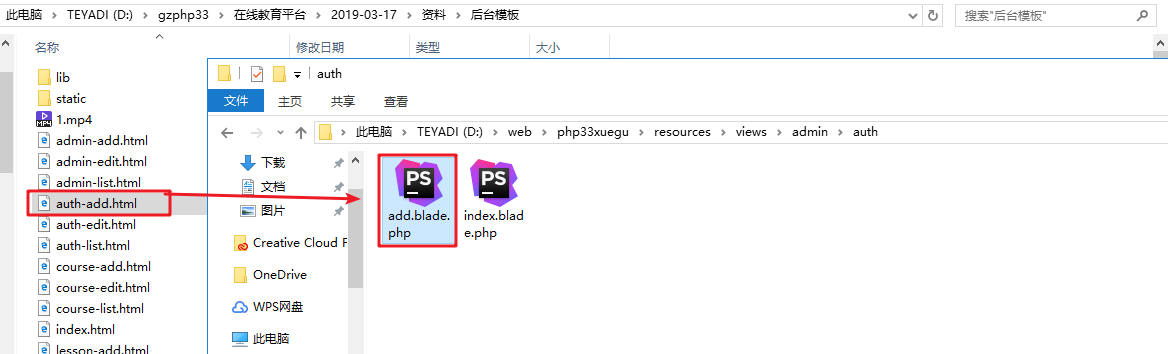 此电脑 > TEYADI (D:) > gzphp33 > 在线教育平台 > 2019-03-17 > 资料 > 后台模板
搜索"后台模板"
名称 修改日期 类型 大小
lib
static
1.mp4
admin-add.html
admin-edit.html
admin-list.html
auth-add.html
auth-edit.html
auth-list.html
course-add.html
course-edit.html
course-list.html
index.html
lesson-add.html
auth
文件 主页 共享 查看
此电脑 > TEYADI (D:) > web > php33xuegu > resources > views > admin > auth
下载
文档
图片
Creative Cloud F
OneDrive
WPS网盘
此电脑
PS
add.blade.
php
PS
index.blad
e.php